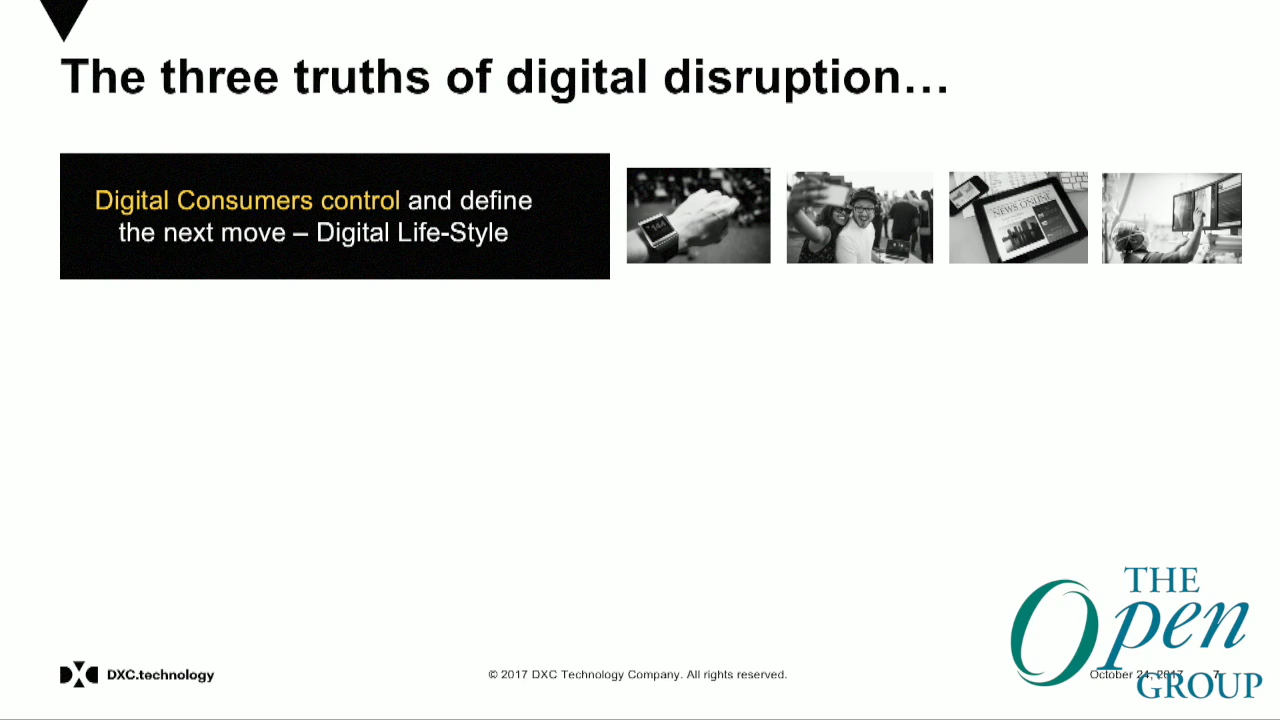 The three truths of digital disruption…
Digital Consumers control and define
the next move – Digital Life-Style
144
NEWS ONLINE
DXC.technology
© 2017 DXC Technology Company. All rights reserved.
October 24, 2017
7
THE
Open
GROUP